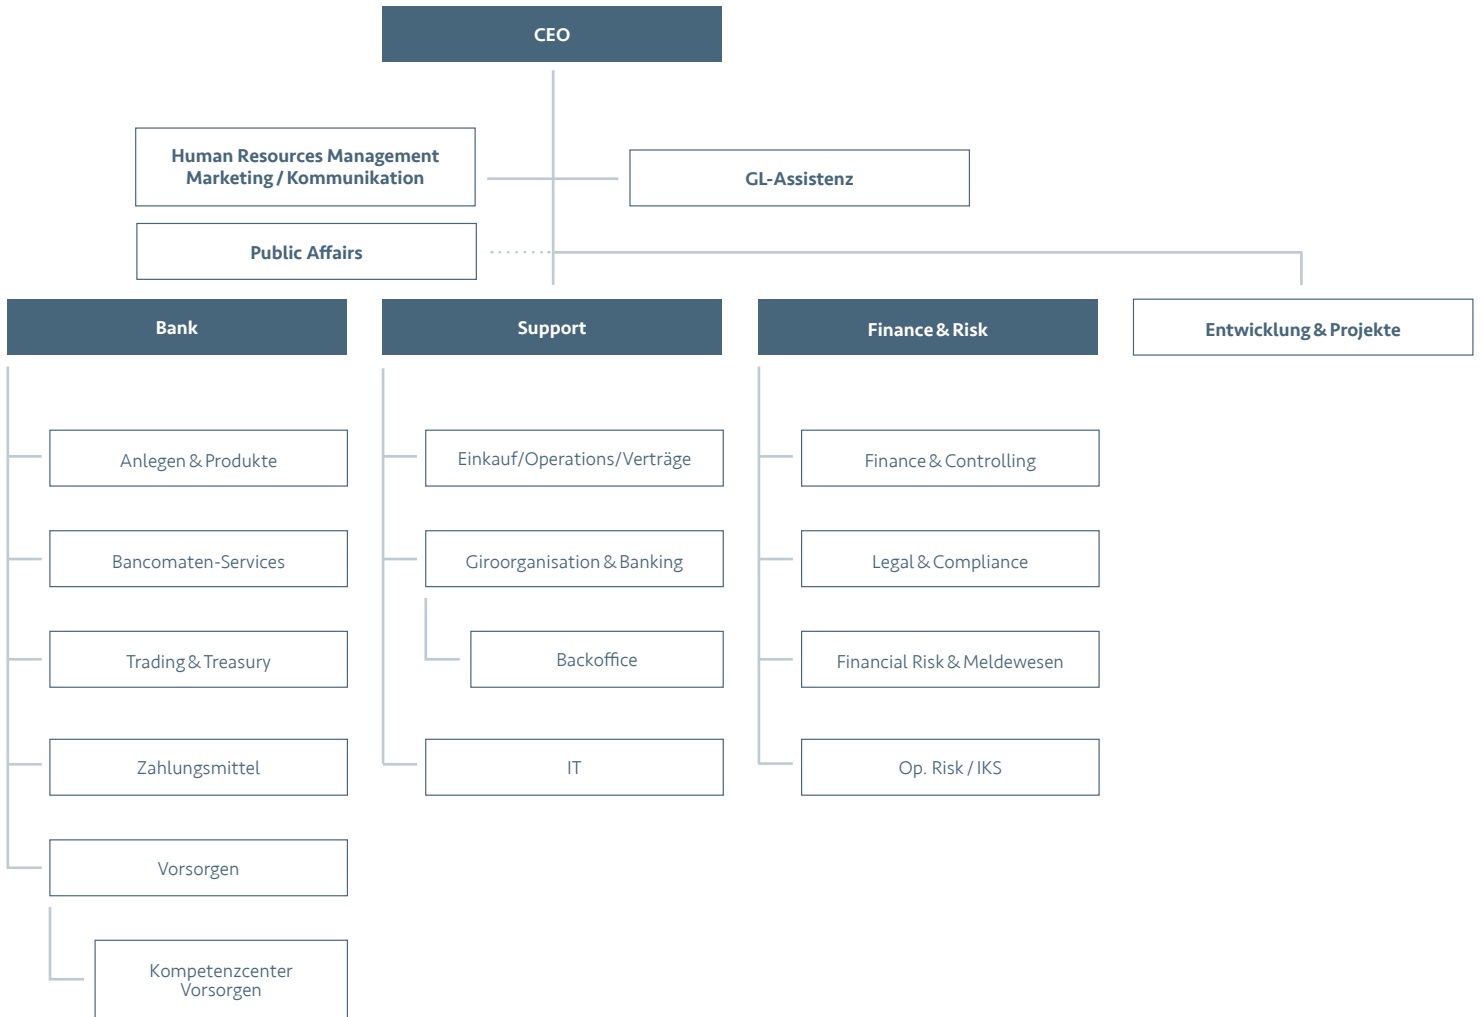 CEO
Human Resources Management
Marketing / Kommunikation
GL-Assistenz
Public Affairs
Bank
Support
Finance & Risk
Entwicklung & Projekte
Anlegen & Produkte
Einkauf/Operations/Verträge
Finance & Controlling
Bancomaten-Services
Giroorganisation & Banking
Legal & Compliance
Trading & Treasury
Backoffice
Financial Risk & Meldewesen
Zahlungsmittel
IT
Op. Risk / IKS
Vorsorgen
Kompetenzcenter
Vorsorgen